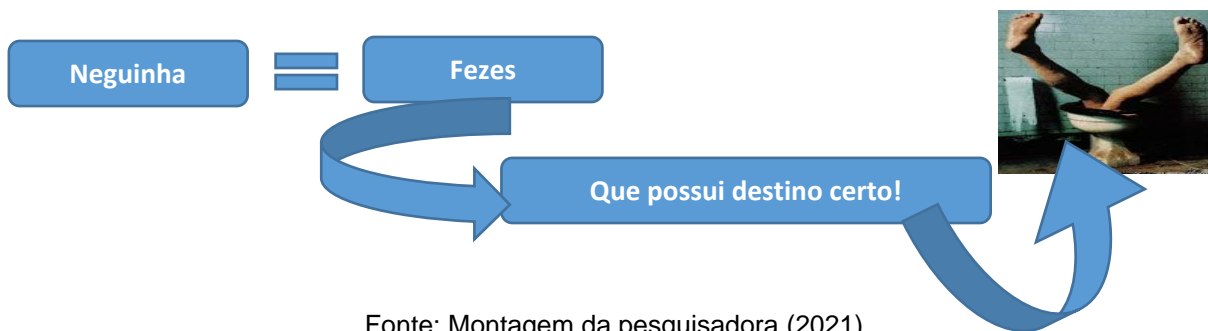 Neguinha
Fezes
Que possui destino certo!
Fonte: Montagem da pesquisadora (2021)